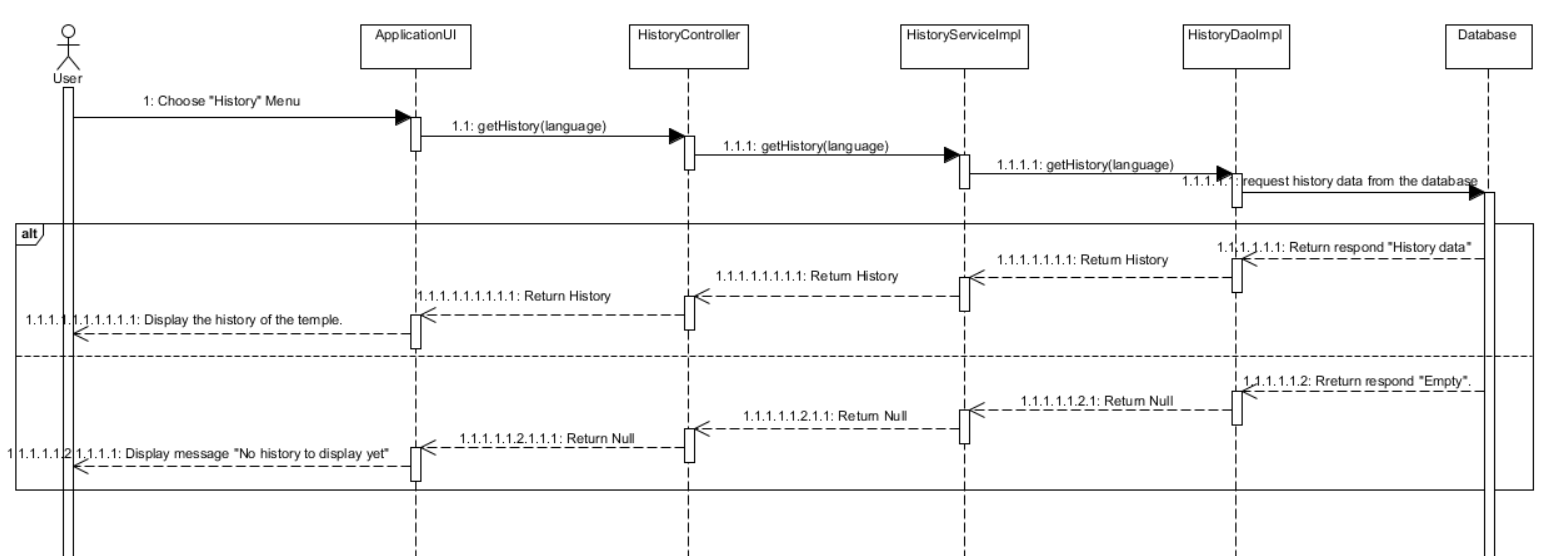 User
ApplicationUI
HistoryController
HistoryServiceImpl
HistoryDaoImpl
Database
1: Choose "History" Menu
1.1: getHistory(language)
1.1.1: getHistory(language)
1.1.1.1: getHistory(language)
1.1.1.1.1: request history data from the database
alt
1.1.1.1.1.1: Return respond "History data"
1.1.1.1.1.1.1: Return History
1.1.1.1.1.1.1.1: Return History
1.1.1.1.1.1.1.1.1: Return History
1.1.1.1.1.1.1.1.1.1: Display the history of the temple.
1.1.1.1.1.2: Rreturn respond "Empty".
1.1.1.1.1.2.1: Return Null
1.1.1.1.1.2.1.1: Return Null
1.1.1.1.1.2.1.1.1: Return Null
1.1.1.1.1.2.1.1.1.1: Display message "No history to display yet"